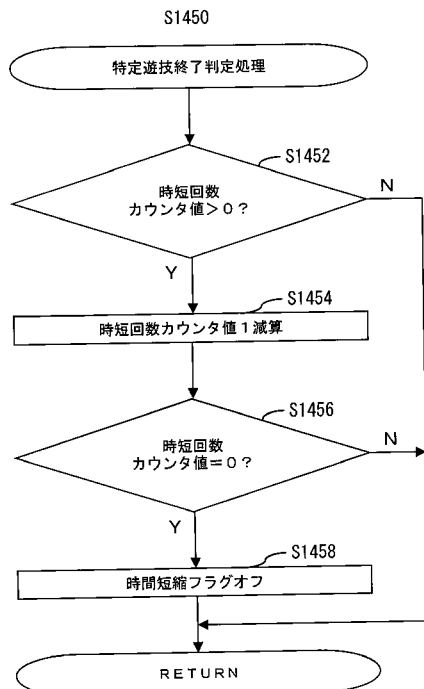 S1450
特定遊技終了判定処理
S1452
時短回数
カウンタ値>0?
N
Y
S1454
時短回数カウンタ値1減算
S1456
時短回数
カウンタ値=0?
N
Y
S1458
時間短縮フラグオフ
RETURN